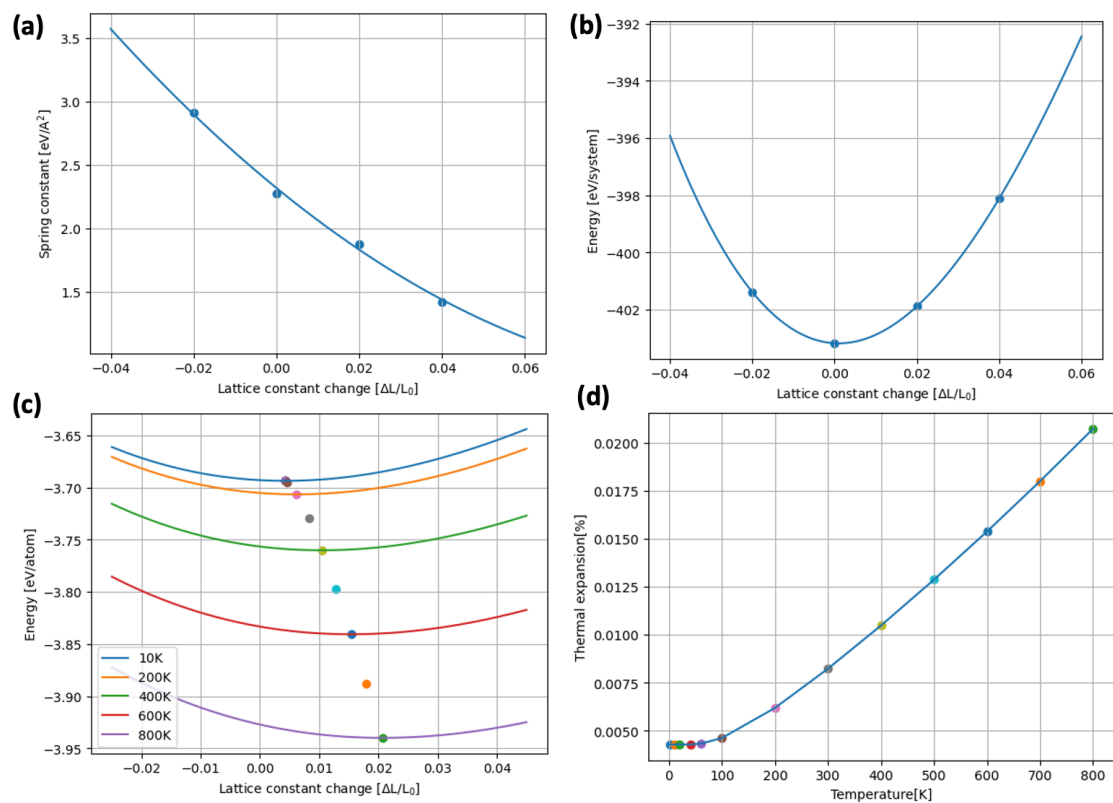 (a)
3.5
3.0
2.5
2.0
1.5
Spring constant [eV/A²]
−0.04 −0.02 0.00 0.02 0.04 0.06
Lattice constant change [ΔL/L₀]
(b)
−392
−394
−396
−398
−400
−402
Energy [eV/system]
−0.04 −0.02 0.00 0.02 0.04 0.06
Lattice constant change [ΔL/L₀]
(c)
−3.65
−3.70
−3.75
−3.80
−3.85
−3.90
−3.95
Energy [eV/atom]
10K
200K
400K
600K
800K
−0.02 −0.01 0.00 0.01 0.02 0.03 0.04
Lattice constant change [ΔL/L₀]
(d)
0.0200
0.0175
0.0150
0.0125
0.0100
0.0075
0.0050
Thermal expansion[%]
0 100 200 300 400 500 600 700 800
Temperature[K]